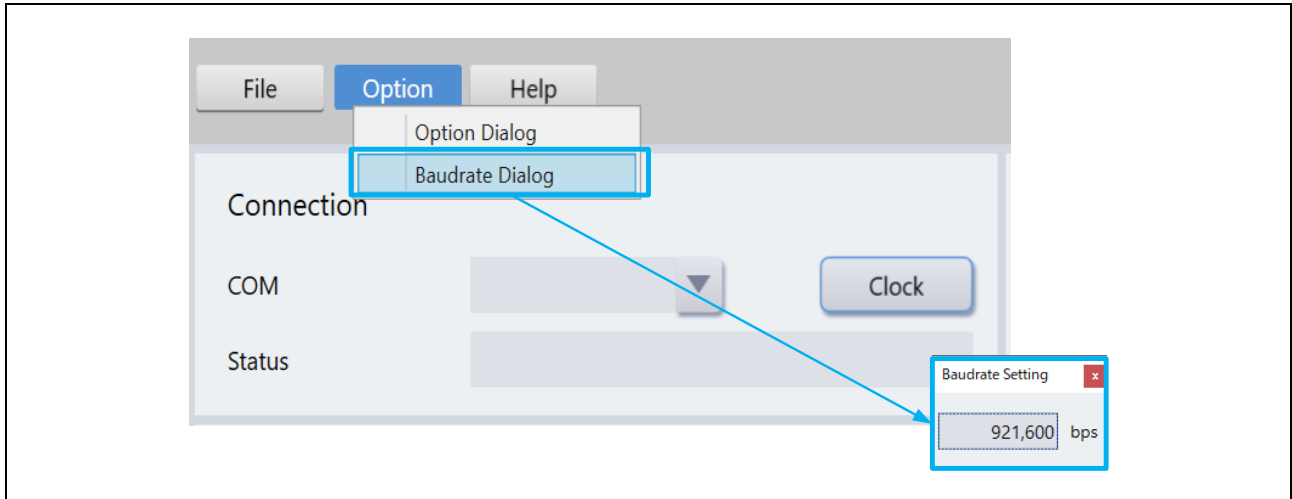 File Option Help
Option Dialog
Baudrate Dialog
Connection
COM Clock
Status
Baudrate Setting x
921,600 bps